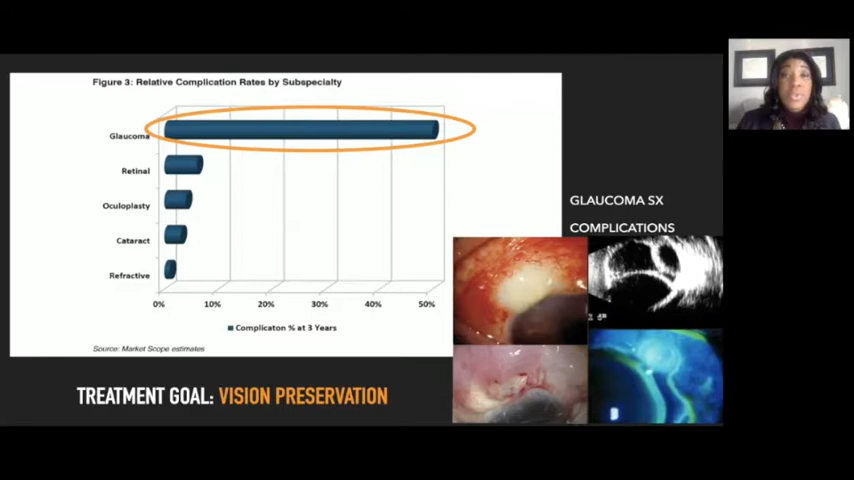 Figure 3: Relative Complication Rates by Subspecialty
Glaucoma
Retinal
Oculoplasty
Cataract
Refractive
0% 10% 20% 30% 40% 50%
Complicaton % at 3 Years
Source: Market Scope estimates
GLAUCOMA SX
COMPLICATIONS
TREATMENT GOAL: VISION PRESERVATION